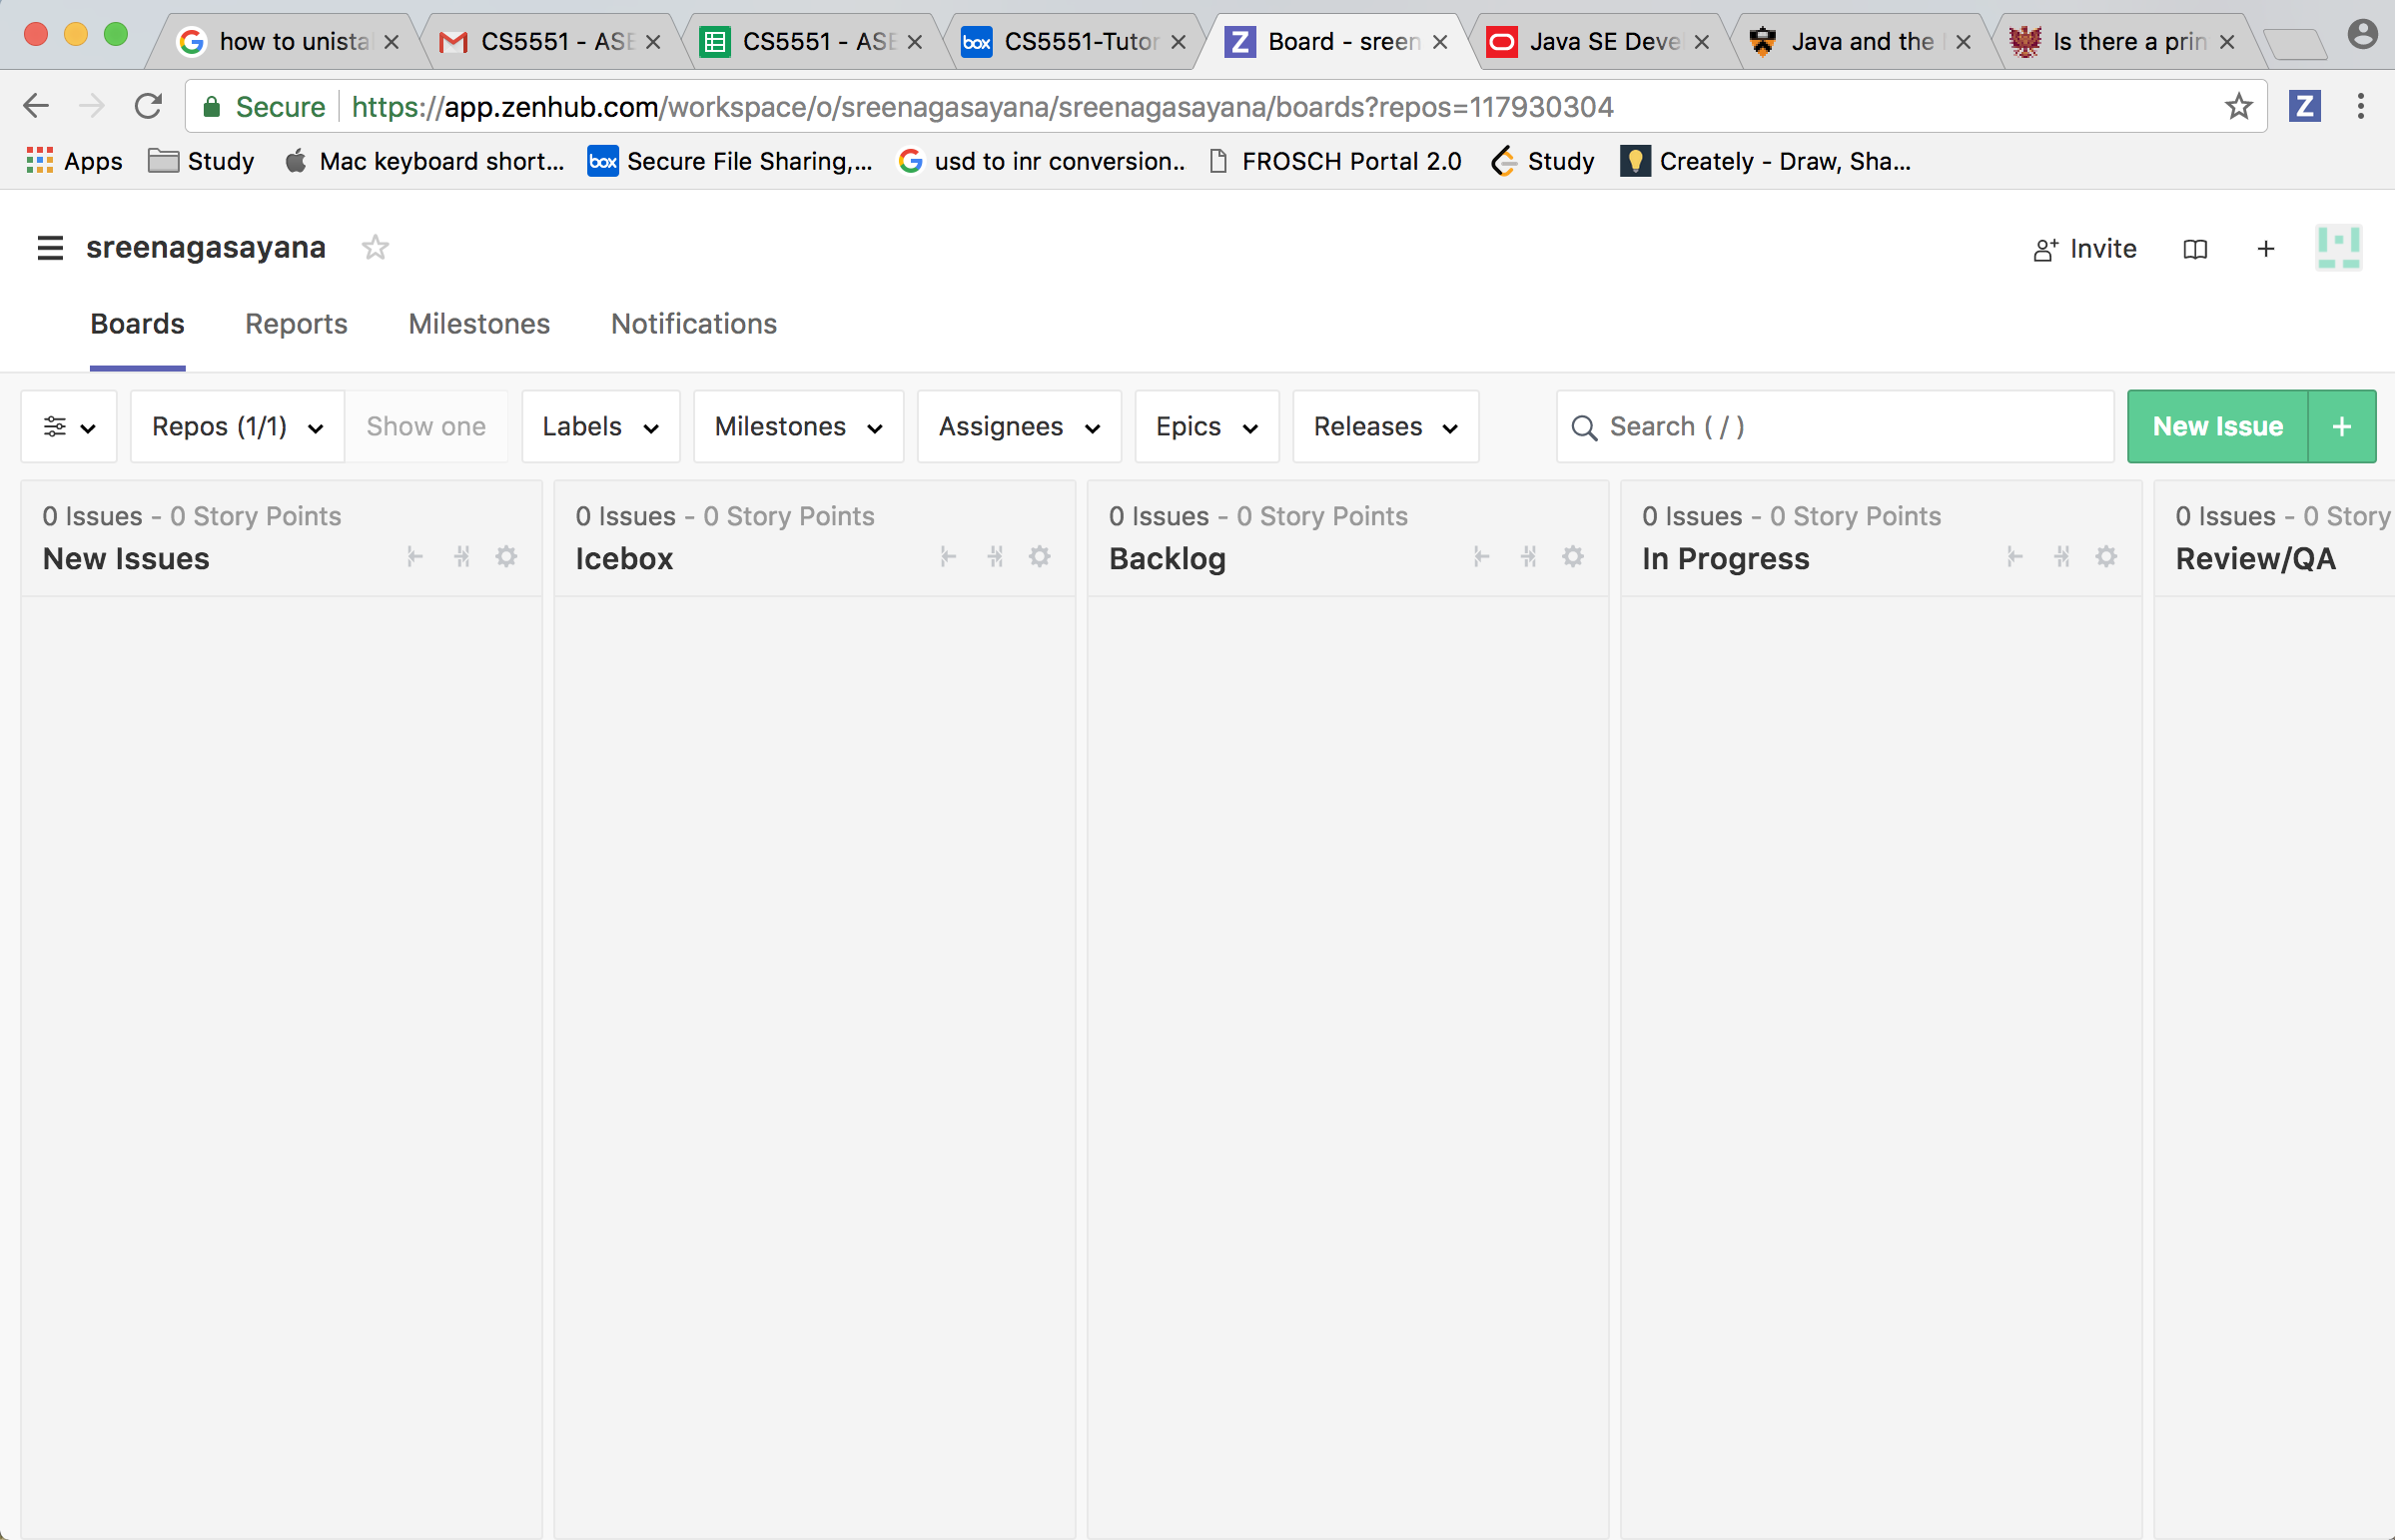 how to unista
CS5551 - ASE
CS5551 - ASE
box CS5551-Tutor
Z Board - sreen
Java SE Deve
Java and the
Is there a prin
Secure https://app.zenhub.com/workspace/o/sreenagasayana/sreenagasayana/boards?repos=117930304
Z
Apps Study Mac keyboard short... box Secure File Sharing,... usd to inr conversion.. FROSCH Portal 2.0 Study Creately - Draw, Sha...
sreenagasayana Invite +
Boards Reports Milestones Notifications
Repos (1/1) Show one Labels Milestones Assignees Epics Releases Search ( / ) New Issue +
0 Issues - 0 Story Points
New Issues
0 Issues - 0 Story Points
Icebox
0 Issues - 0 Story Points
Backlog
0 Issues - 0 Story Points
In Progress
0 Issues - 0 Story
Review/QA